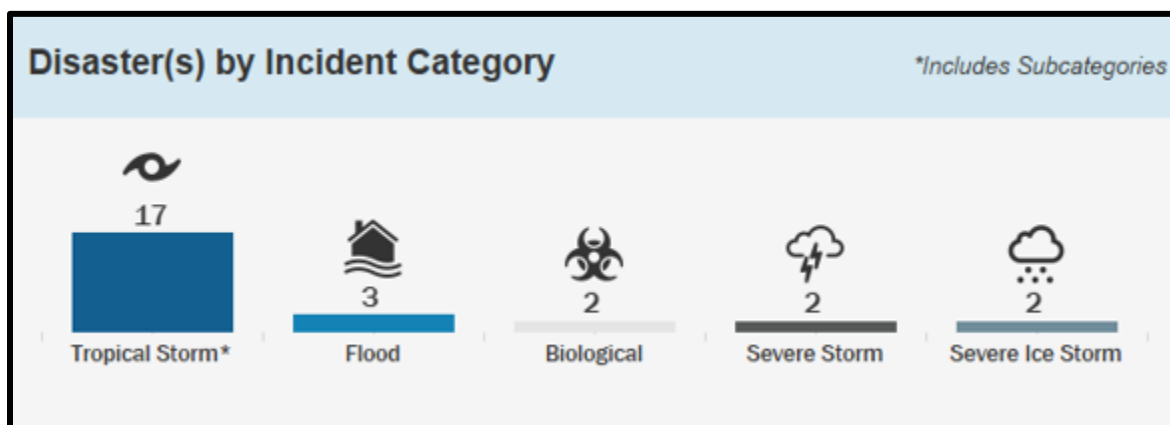 Disaster(s) by Incident Category
*Includes Subcategories
17
3
2
2
2
Tropical Storm*
Flood
Biological
Severe Storm
Severe Ice Storm